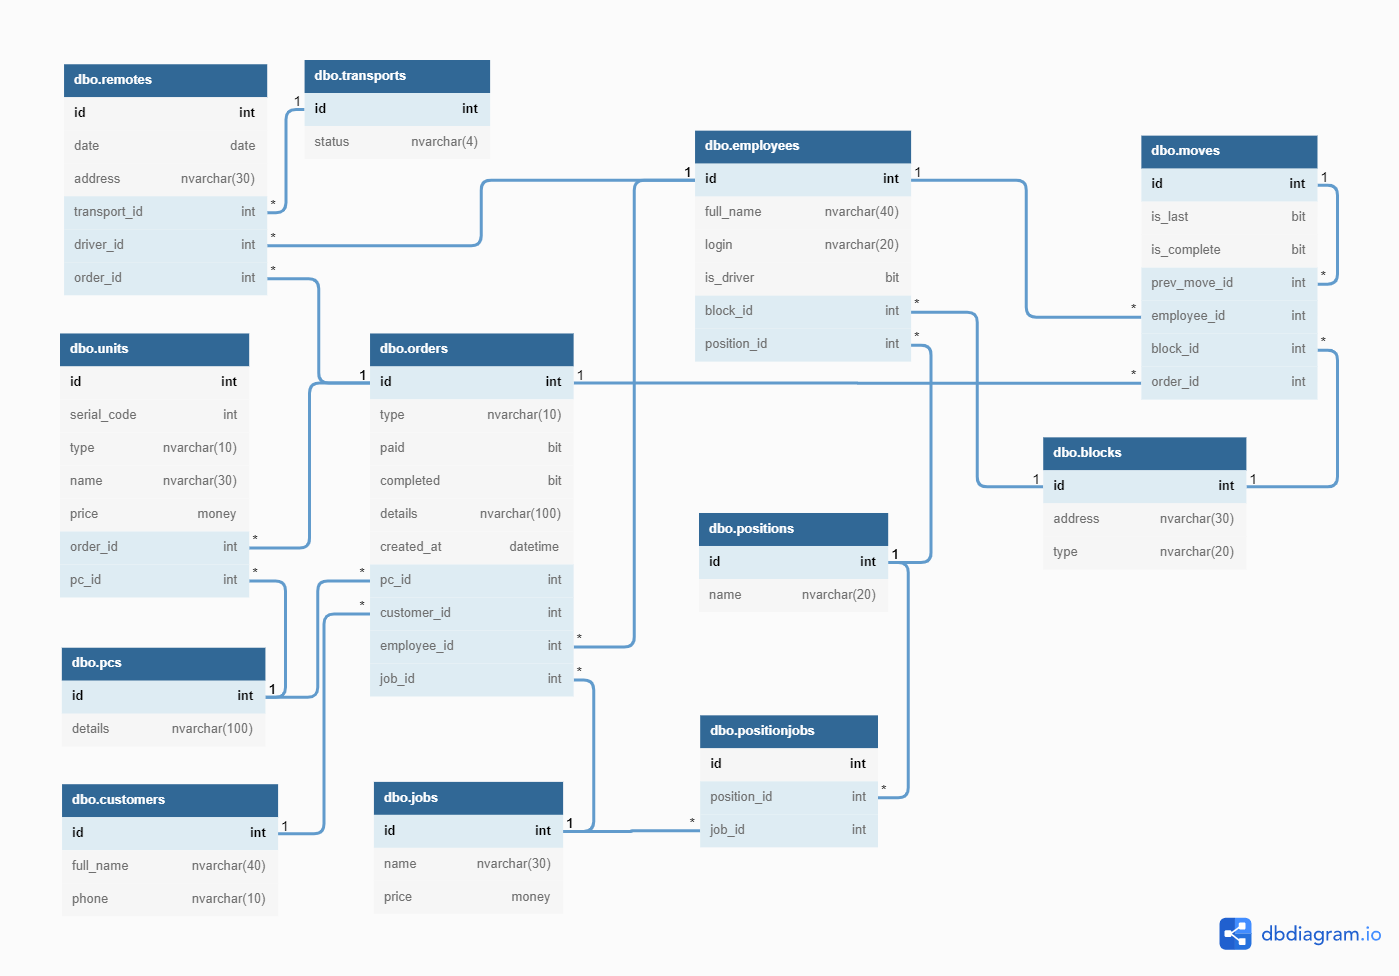 dbo.remotes
id int
date date
address nvarchar(30)
transport_id int *
driver_id int *
order_id int *
dbo.transports
1 id int
status nvarchar(4)
dbo.employees
1 id int 1
full_name nvarchar(40)
login nvarchar(20)
is_driver bit
block_id int *
position_id int *
dbo.moves
id int 1
is_last bit
is_complete bit
prev_move_id int *
* employee_id int
block_id int *
* order_id int
dbo.units
id int
serial_code int
type nvarchar(10)
name nvarchar(30)
price money
order_id int *
pc_id int *
dbo.orders
1 id int 1
type nvarchar(10)
paid bit
completed bit
details nvarchar(100)
created_at datetime
* pc_id int
* customer_id int
employee_id int *
job_id int *
dbo.blocks
1 id int 1
address nvarchar(30)
type nvarchar(20)
dbo.positions
id int 1
name nvarchar(20)
dbo.pcs
id int 1
details nvarchar(100)
dbo.positionjobs
id int
position_id int *
* job_id int
dbo.customers
id int 1
full_name nvarchar(40)
phone nvarchar(10)
dbo.jobs
id int 1
name nvarchar(30)
price money
dbdiagram.io